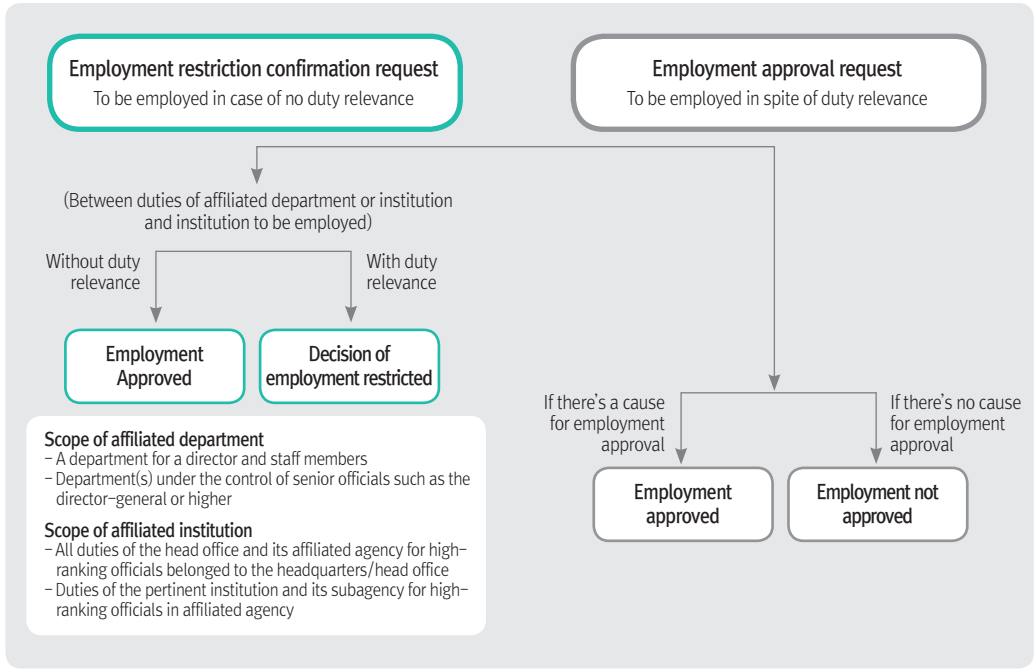 Employment restriction confirmation request
To be employed in case of no duty relevance
Employment approval request
To be employed in spite of duty relevance
(Between duties of affiliated department or institution
and institution to be employed)
Without duty
relevance
With duty
relevance
Employment
Approved
Decision of
employment restricted
Scope of affiliated department
– A department for a director and staff members
– Department(s) under the control of senior officials such as the
director–general or higher
Scope of affiliated institution
– All duties of the head office and its affiliated agency for high–
ranking officials belonged to the headquarters/head office
– Duties of the pertinent institution and its subagency for high–
ranking officials in affiliated agency
If there's a cause
for employment
approval
If there's no cause
for employment
approval
Employment
approved
Employment not
approved